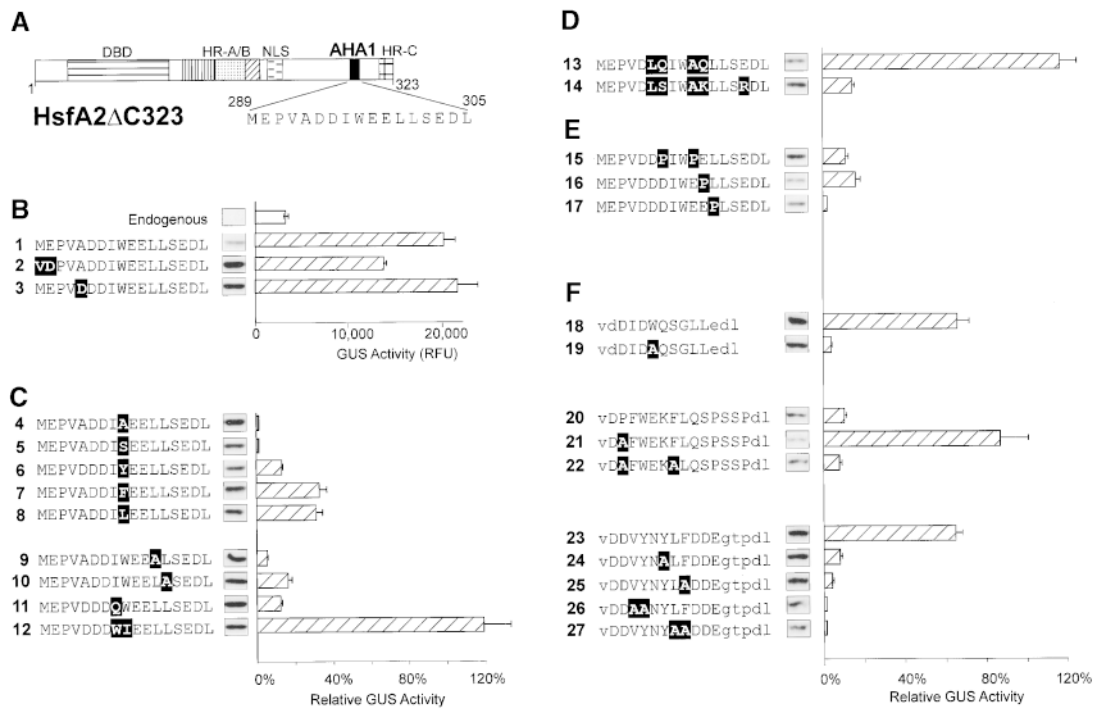 A
DBD HR-A/B NLS AHA1 HR-C
1 323
289 305
HsfA2ΔC323
MEPVADDIWEELLSEDL
B
Endogenous
1 MEPVADDIWEELLSEDL
2 VDPVADDIWEELLSEDL
3 MEPVDDDIWEELLSEDL
0 10,000 20,000
GUS Activity (RFU)
C
4 MEPVADDIAEELLSEDL
5 MEPVADDISEELLSEDL
6 MEPVDDDIYEELLSEDL
7 MEPVADDIFEELLSEDL
8 MEPVADDILEELLSEDL
9 MEPVADDIWEEALSEDL
10 MEPVADDIWEELASEDL
11 MEPVDDDQWEELLSEDL
12 MEPVDDDWIEELLSEDL
0% 40% 80% 120%
Relative GUS Activity
D
13 MEPVDLQIWAQLLSEDL
14 MEPVDLSIWAKLLSRDL
E
15 MEPVDDPIWPELLSEDL
16 MEPVDDDIWEPLLSEDL
17 MEPVDDDIWEEPLSEDL
F
18 vdDIDWQSGLLedl
19 vdDIDAQSGLLedl
20 vDPFWEKFLQSPSSPdl
21 vDAFWEKFLQSPSSPdl
22 vDAFWEKALQSPSSPdl
23 vDDVYNYLFDDEgtpdl
24 vDDVYNALFDDEgtpdl
25 vDDVYNYLADDEgtpdl
26 vDDAANYLFDDEgtpdl
27 vDDVYNYAADDEgtpdl
0% 40% 80% 120%
Relative GUS Activity